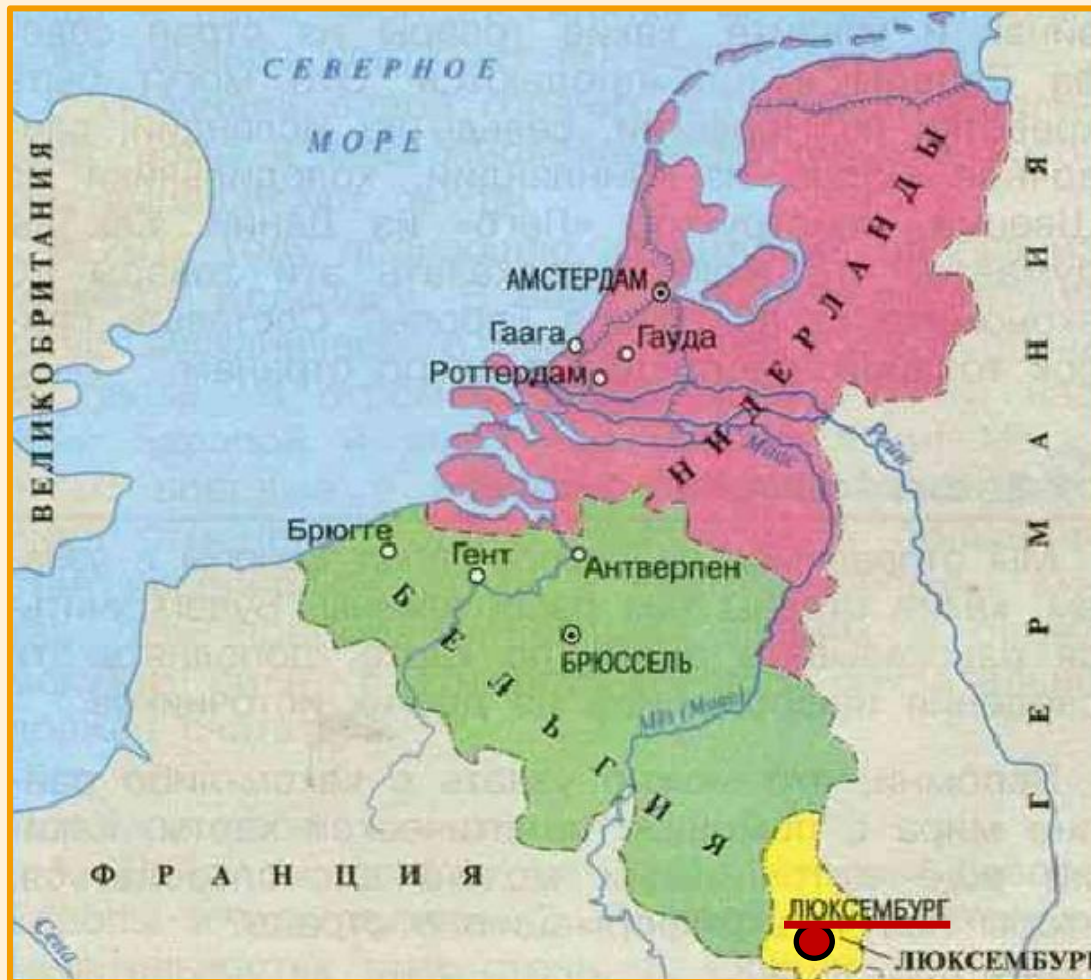 СЕВЕРНОЕ
МОРЕ
ВЕЛИКОБРИТАНИЯ
НИДЕРЛАНДЫ
АМСТЕРДАМ
Гаага
Гауда
Роттердам
Маас
Рейн
ГЕРМАНИЯ
Брюгге
Гент
Антверпен
БЕЛЬГИЯ
БРЮССЕЛЬ
ФРАНЦИЯ
Сена
ЛЮКСЕМБУРГ
ЛЮКСЕМБУРГ